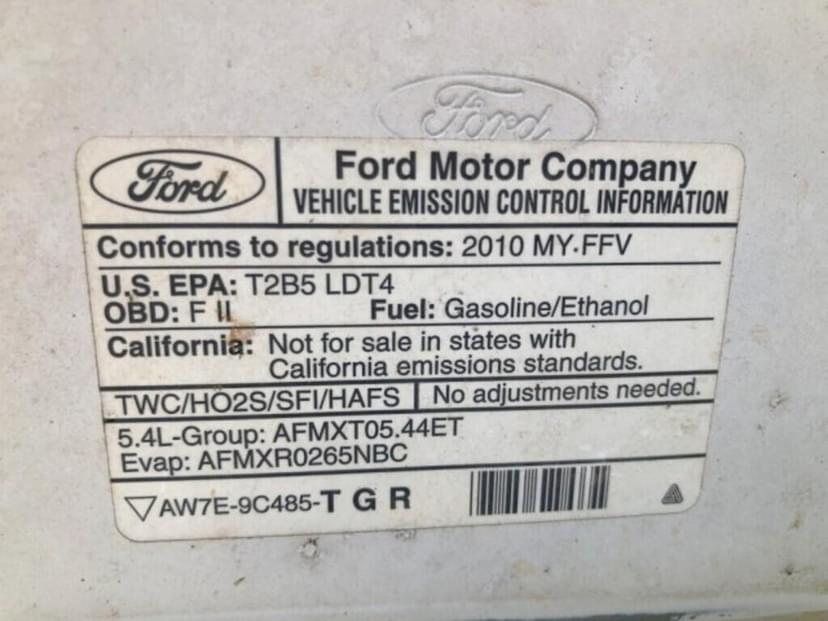 Ford
Ford
Ford Motor Company
VEHICLE EMISSION CONTROL INFORMATION
Conforms to regulations: 2010 MY·FFV
U.S. EPA: T2B5 LDT4
OBD: F II
Fuel: Gasoline/Ethanol
California: Not for sale in states with
California emissions standards.
TWC/HO2S/SFI/HAFS
No adjustments needed.
5.4L-Group: AFMXT05.44ET
Evap: AFMXR0265NBC
AW7E-9C485-T G R